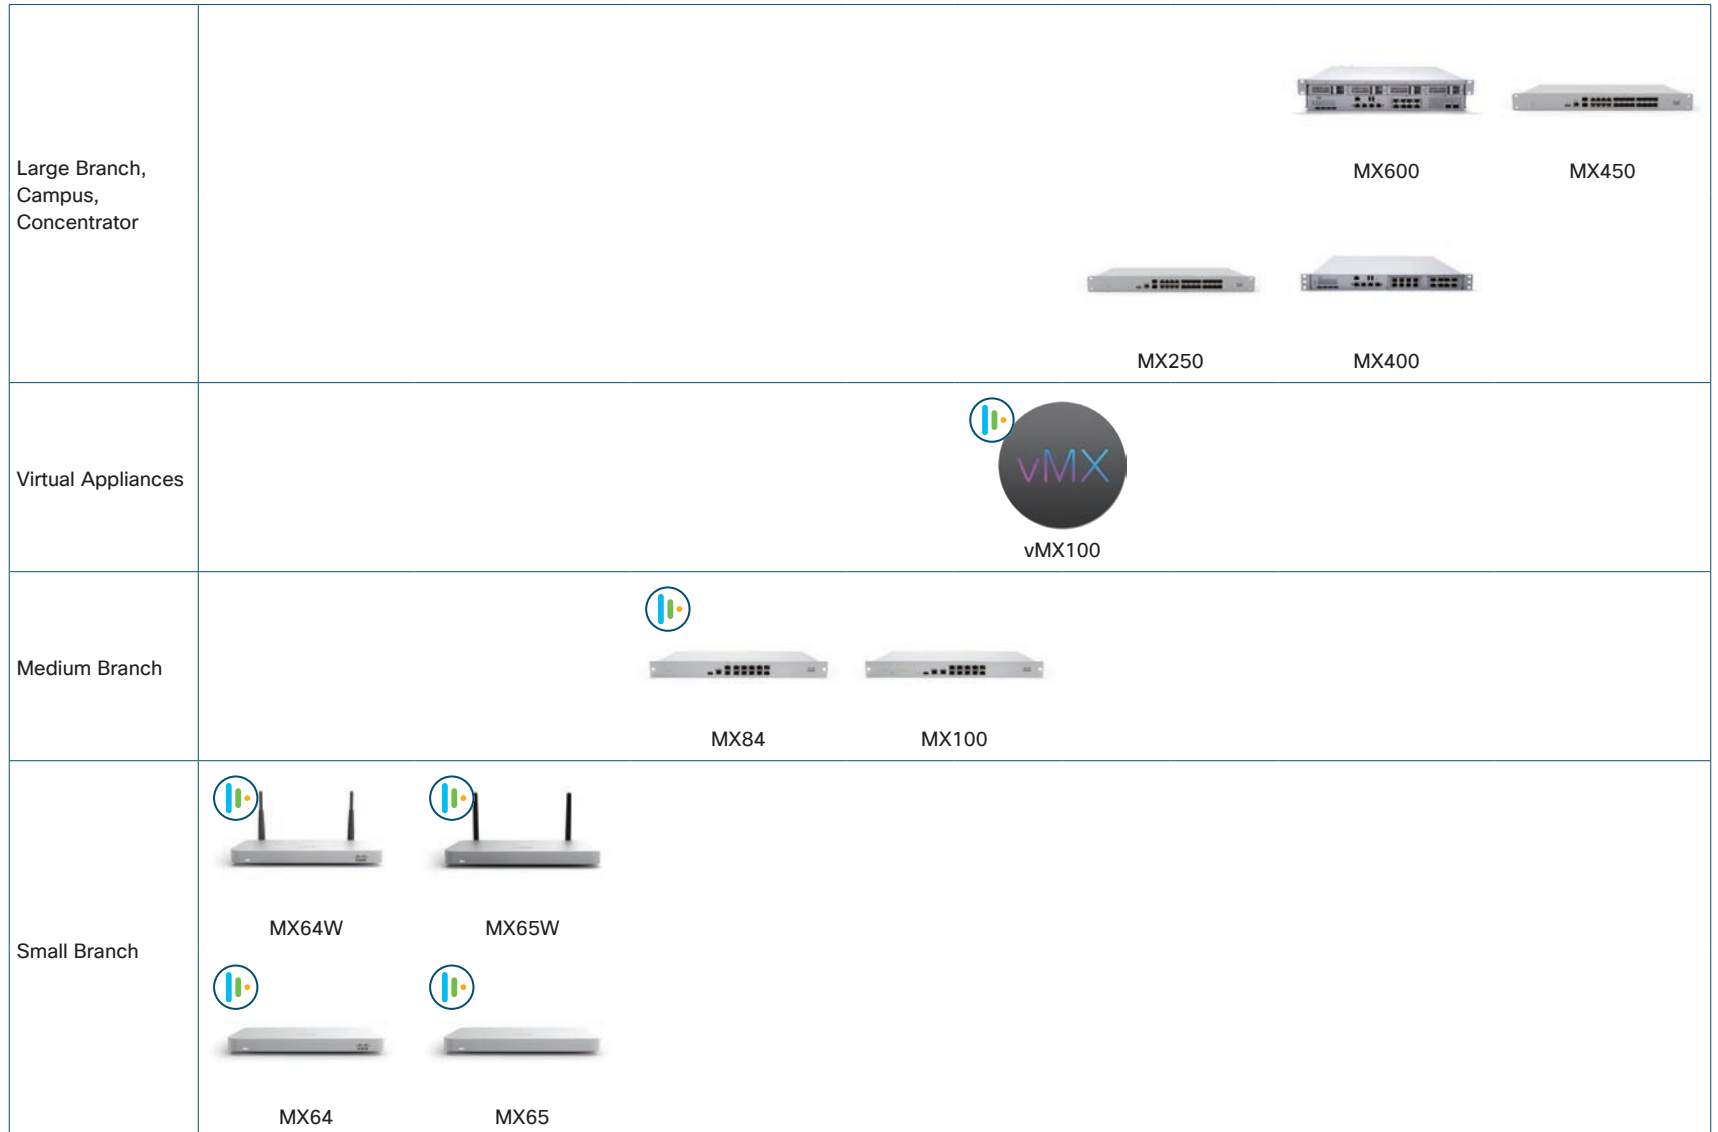 MX600 MX450
Large Branch,
Campus,
Concentrator
MX250 MX400
Virtual Appliances
vMX
vMX100
Medium Branch
MX84 MX100
MX64W MX65W
Small Branch
MX64 MX65